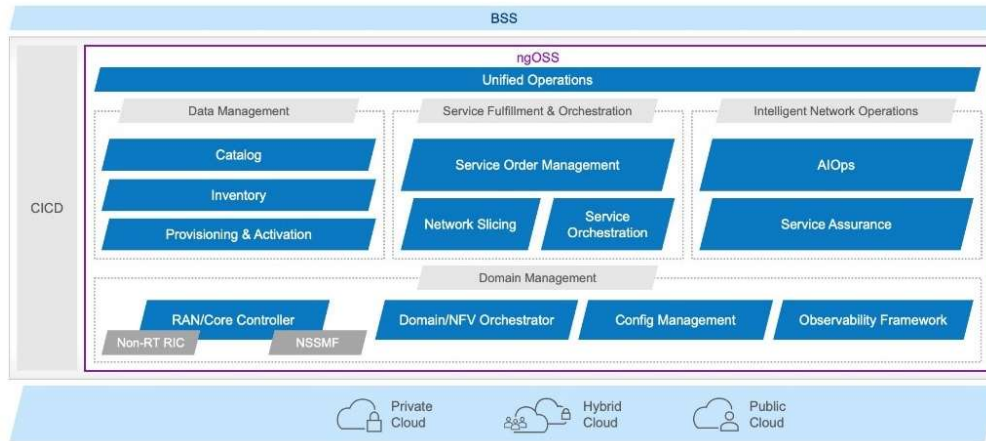 BSS
ngOSS
Unified Operations
CICD
Data Management
Catalog
Inventory
Provisioning & Activation
Service Fulfillment & Orchestration
Service Order Management
Network Slicing
Service
Orchestration
Intelligent Network Operations
AIOps
Service Assurance
Domain Management
RAN/Core Controller
Non-RT RIC
NSSMF
Domain/NFV Orchestrator
Config Management
Observability Framework
Private
Cloud
Hybrid
Cloud
Public
Cloud